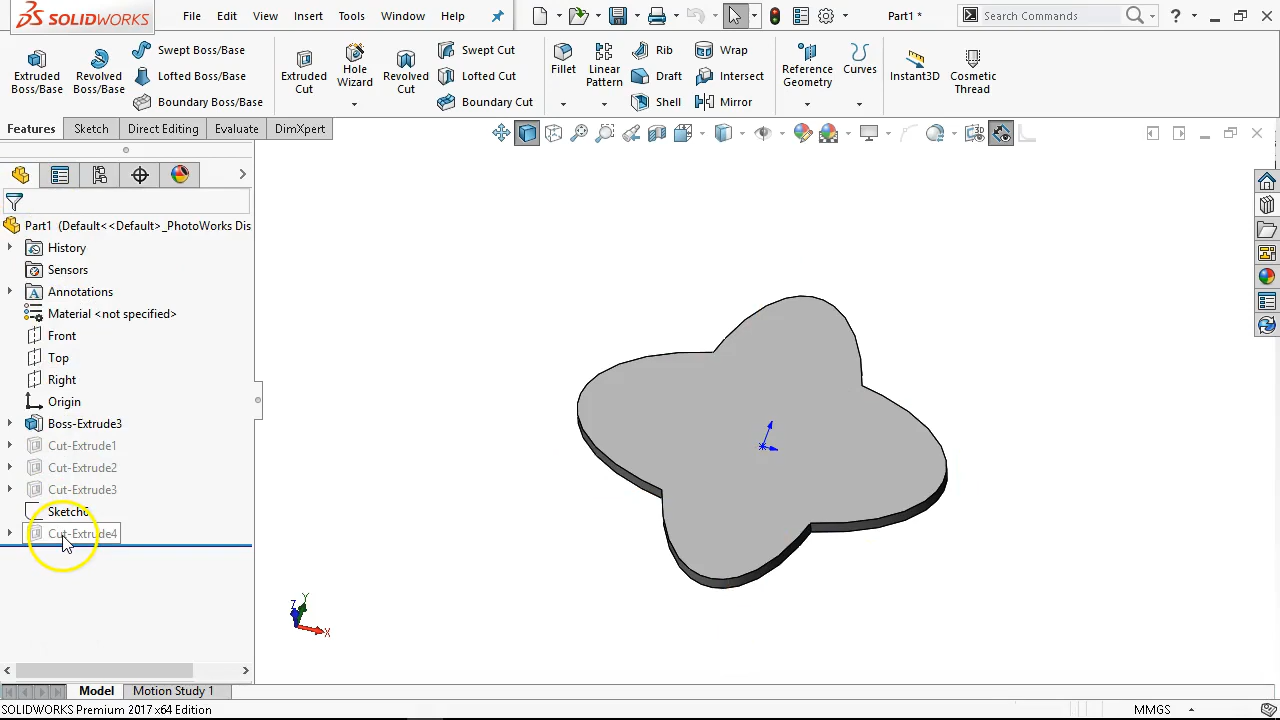 SOLIDWORKS File Edit View Insert Tools Window Help Part1 * Search Commands ?
Extruded Boss/Base
Revolved Boss/Base
Swept Boss/Base
Lofted Boss/Base
Boundary Boss/Base
Extruded Cut
Hole Wizard
Revolved Cut
Swept Cut
Lofted Cut
Boundary Cut
Fillet
Linear Pattern
Rib
Draft
Shell
Wrap
Intersect
Mirror
Reference Geometry
Curves
Instant3D
Cosmetic Thread
Features Sketch Direct Editing Evaluate DimXpert
Part1 (Default<<Default>_PhotoWorks Dis
History
Sensors
Annotations
Material <not specified>
Front
Top
Right
Origin
Boss-Extrude3
Cut-Extrude1
Cut-Extrude2
Cut-Extrude3
Sketch6
Cut-Extrude4
Z Y
X
Model Motion Study 1
SOLIDWORKS Premium 2017 x64 Edition MMGS